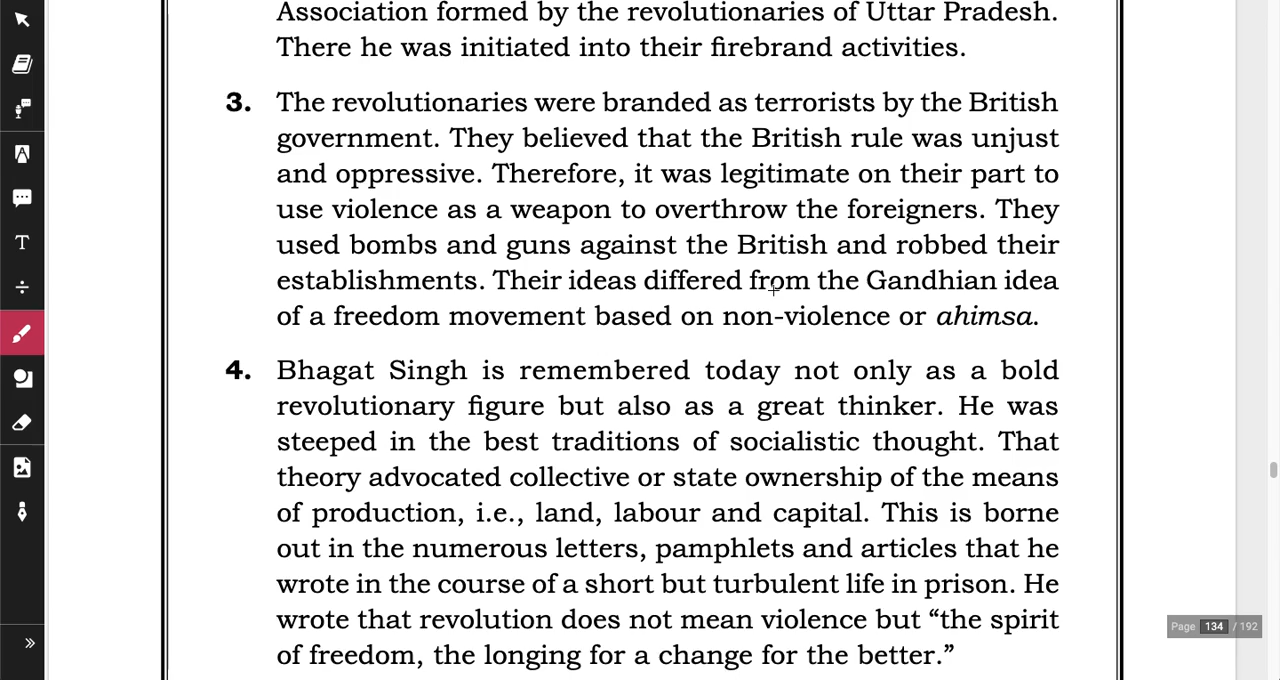 Association formed by the revolutionaries of Uttar Pradesh.
There he was initiated into their firebrand activities.
3. The revolutionaries were branded as terrorists by the British
government. They believed that the British rule was unjust
and oppressive. Therefore, it was legitimate on their part to
use violence as a weapon to overthrow the foreigners. They
used bombs and guns against the British and robbed their
establishments. Their ideas differed from the Gandhian idea
of a freedom movement based on non-violence or ahimsa.
4. Bhagat Singh is remembered today not only as a bold
revolutionary figure but also as a great thinker. He was
steeped in the best traditions of socialistic thought. That
theory advocated collective or state ownership of the means
of production, i.e., land, labour and capital. This is borne
out in the numerous letters, pamphlets and articles that he
wrote in the course of a short but turbulent life in prison. He
wrote that revolution does not mean violence but “the spirit
of freedom, the longing for a change for the better.”
Page 134 / 192